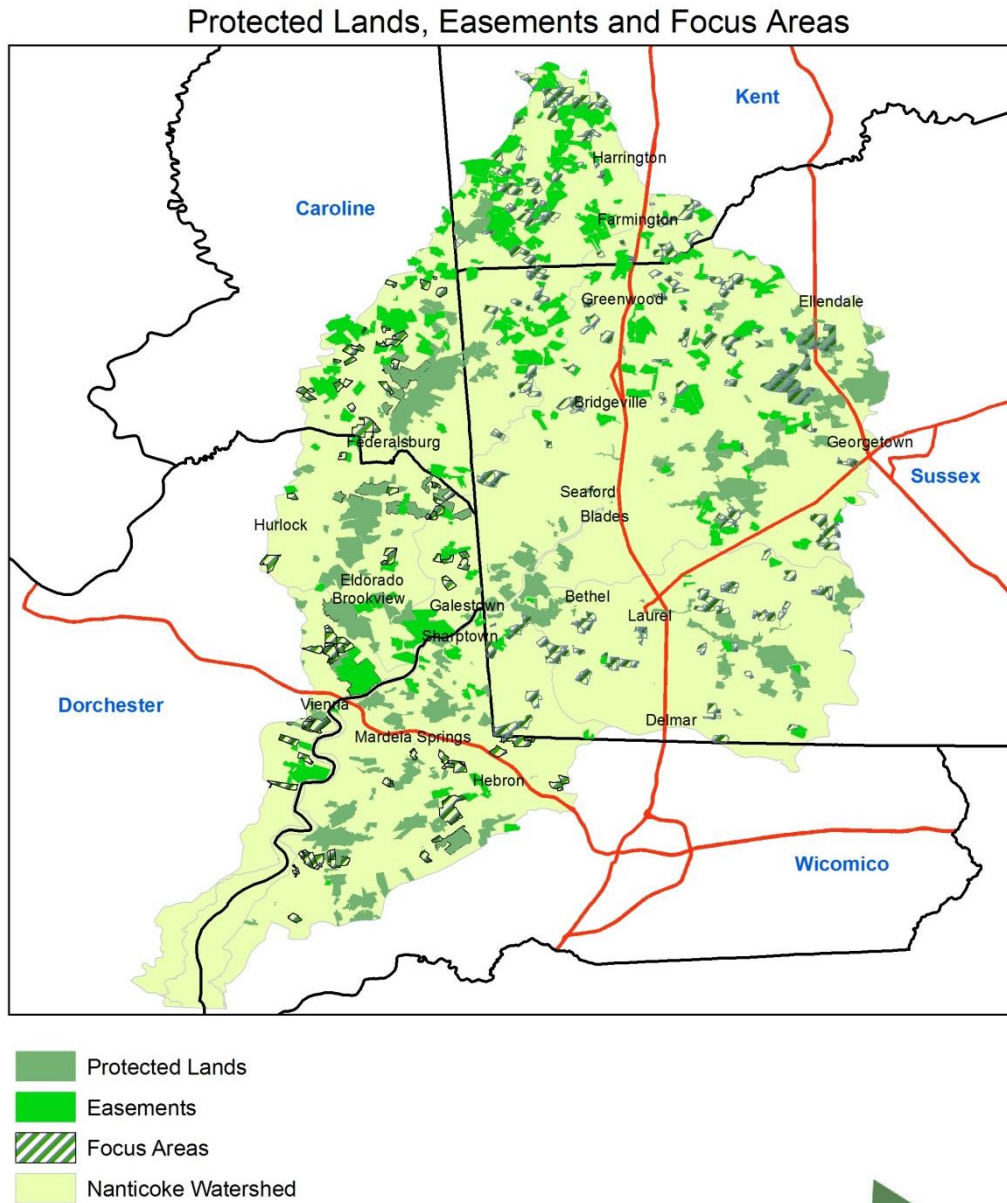 Protected Lands, Easements and Focus Areas
Kent
Harrington
Caroline
Farmington
Greenwood
Ellendale
Bridgeville
Federalsburg
Georgetown
Sussex
Seaford
Blades
Hurlock
Eldorado
Brookview
Galestown
Bethel
Laurel
Sharptown
Dorchester
Vienna
Delmar
Mardela Springs
Hebron
Wicomico
Protected Lands
Easements
Focus Areas
Nanticoke Watershed